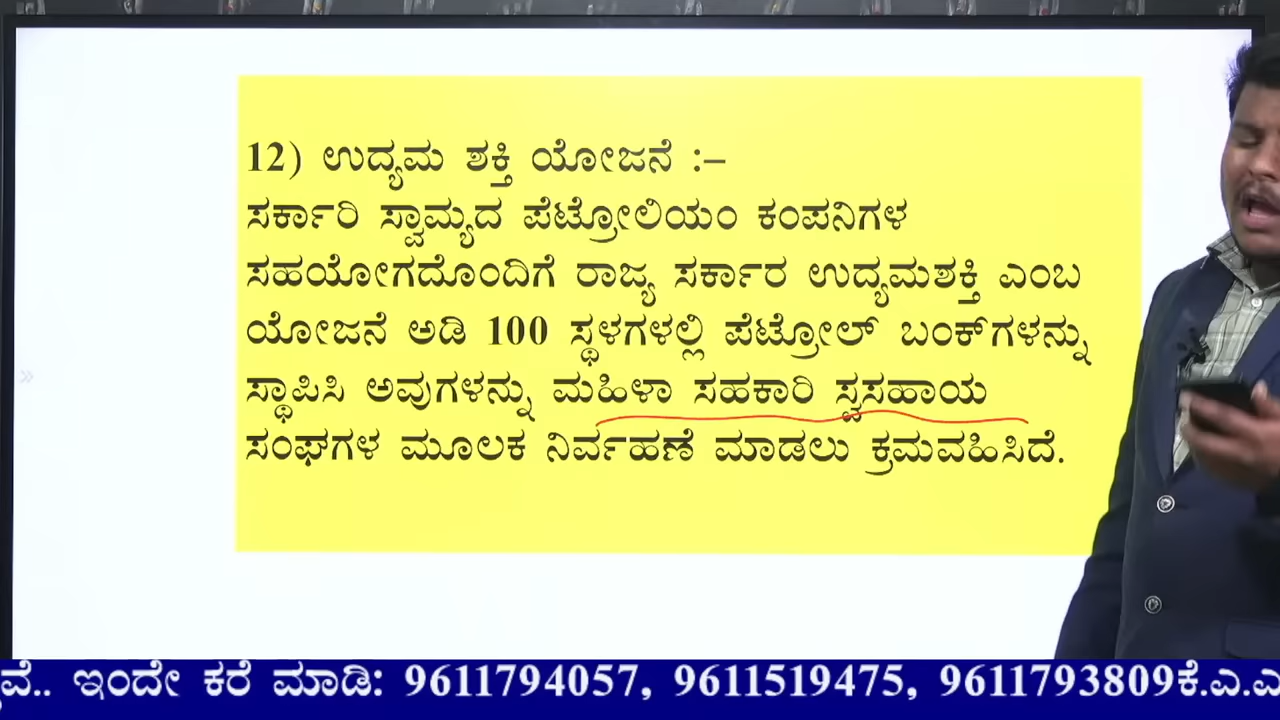 12) ಉದ್ಯಮ ಶಕ್ತಿ ಯೋಜನೆ :–
ಸರ್ಕಾರಿ ಸ್ವಾಮ್ಯದ ಪೆಟ್ರೋಲಿಯಂ ಕಂಪನಿಗಳ
ಸಹಯೋಗದೊಂದಿಗೆ ರಾಜ್ಯ ಸರ್ಕಾರ ಉದ್ಯಮಶಕ್ತಿ ಎಂಬ
ಯೋಜನೆ ಅಡಿ 100 ಸ್ಥಳಗಳಲ್ಲಿ ಪೆಟ್ರೋಲ್ ಬಂಕ್‌ಗಳನ್ನು
ಸ್ಥಾಪಿಸಿ ಅವುಗಳನ್ನು ಮಹಿಳಾ ಸಹಕಾರಿ ಸ್ವಸಹಾಯ
ಸಂಘಗಳ ಮೂಲಕ ನಿರ್ವಹಣೆ ಮಾಡಲು ಕ್ರಮವಹಿಸಿದೆ.
ಇಂದೇ ಕರೆ ಮಾಡಿ: 9611794057, 9611519475, 9611793809ಕೆ.ಎ.ಎ